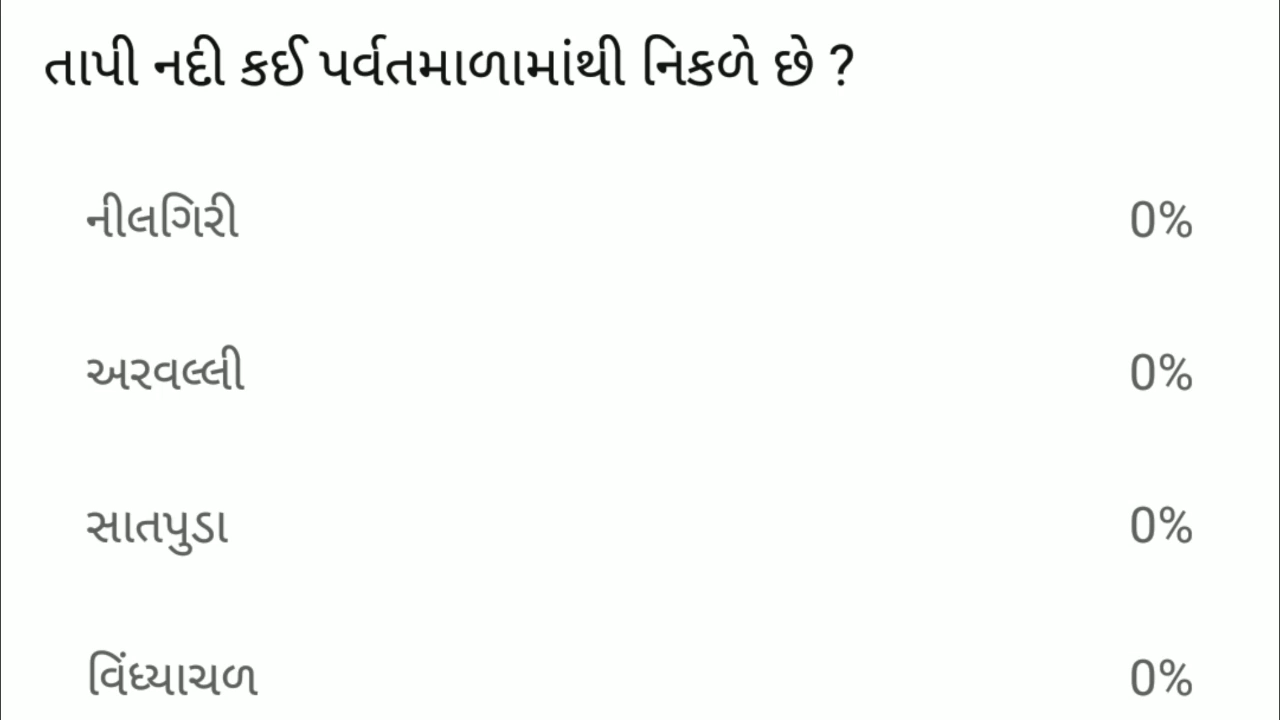 તાપી નદી કઈ પર્વતમાળામાંથી નિકળે છે ?
નીલગિરી 0%
અરવલ્લી 0%
સાતપુડા 0%
વિંધ્યાચળ 0%